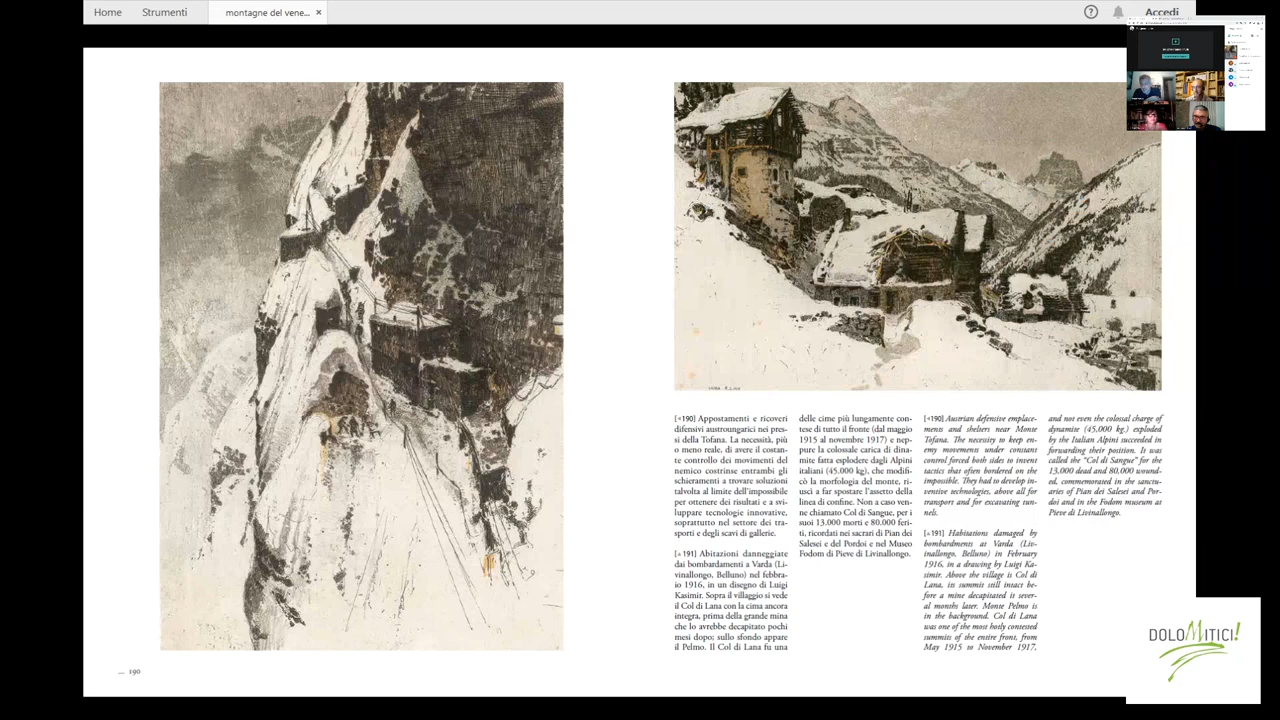 Home
Strumenti
montagne del vene... ×
Accedi
[◃190] Appostamenti e ricoveri
difensivi austroungarici nei pres-
si della Tofana. La necessità, più
o meno reale, di avere il costan-
te controllo dei movimenti del
nemico costrinse entrambi gli
schieramenti a trovare soluzioni
talvolta al limite dell'impossibile
per ottenere dei risultati e a svi-
luppare tecnologie innovative,
soprattutto nel settore dei tra-
sporti e degli scavi di gallerie.
[▵191] Abitazioni danneggiate
dai bombardamenti a Varda (Li-
vinallongo, Belluno) nel febbra-
io 1916, in un disegno di Luigi
Kasimir. Sopra il villaggio si vede
il Col di Lana con la cima ancora
integra, prima della grande mina
che lo avrebbe decapitato pochi
mesi dopo; sullo sfondo appare
il Pelmo. Il Col di Lana fu una
delle cime più lungamente con-
tese di tutto il fronte (dal maggio
1915 al novembre 1917) e nep-
pure la colossale carica di dina-
mite fatta esplodere dagli Alpini
italiani (45.000 kg), che modifi-
cò la morfologia del monte, ri-
uscì a far spostare l'assetto della
linea di confine. Non a caso ven-
ne chiamato Col di Sangue, per i
suoi 13.000 morti e 80.000 feri-
ti, ricordati nei sacrari di Pian dei
Salesei e del Pordoi e nel Museo
Fodom di Pieve di Livinallongo.
[◃190] Austrian defensive emplace-
ments and shelters near Monte
Tofana. The necessity to keep en-
emy movements under constant
control forced both sides to invent
tactics that often bordered on the
impossible. They had to develop in-
ventive technologies, above all for
transport and for excavating tun-
nels.
[▵191] Habitations damaged by
bombardments at Varda (Liv-
inallongo, Belluno) in February
1916, in a drawing by Luigi Ka-
simir. Above the village is Col di
Lana, its summit still intact be-
fore a mine decapitated it sever-
al months later. Monte Pelmo is
in the background. Col di Lana
was one of the most hotly contested
summits of the entire front, from
May 1915 to November 1917,
and not even the colossal charge of
dynamite (45,000 kg.) exploded
by the Italian Alpini succeeded in
forwarding their position. It was
called the "Col di Sangue" for the
13,000 dead and 80,000 wound-
ed, commemorated in the sanctu-
aries of Pian dei Salesei and Por-
doi and in the Fodom museum at
Pieve di Livinallongo.
190
DOLOMITICI!